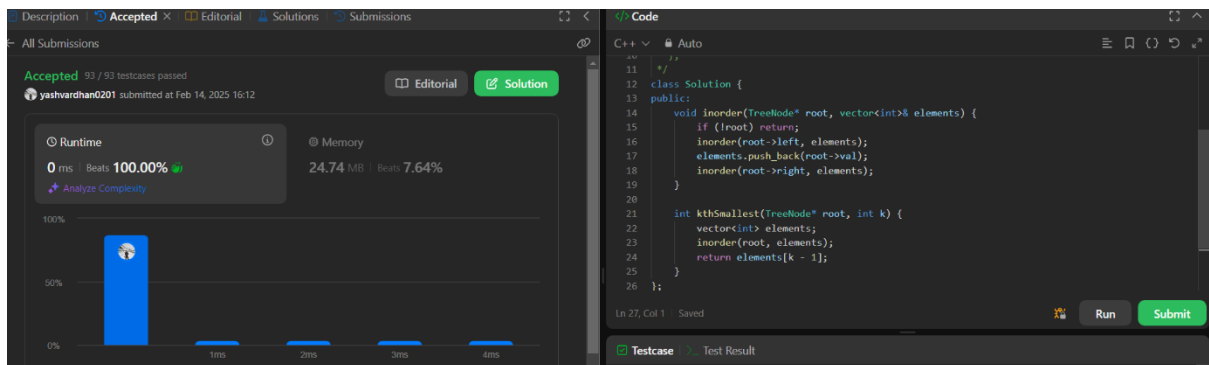 Description Accepted × Editorial Solutions Submissions
All Submissions
Accepted 93 / 93 testcases passed
yashvardhan0201 submitted at Feb 14, 2025 16:12
Editorial
Solution
Runtime
0 ms Beats 100.00%
Analyze Complexity
Memory
24.74 MB Beats 7.64%
100%
50%
0%
1ms 2ms 3ms 4ms
</> Code
C++ Auto
10 };
11 */
12 class Solution {
13 public:
14 void inorder(TreeNode* root, vector<int>& elements) {
15 if (!root) return;
16 inorder(root->left, elements);
17 elements.push_back(root->val);
18 inorder(root->right, elements);
19 }
20
21 int kthSmallest(TreeNode* root, int k) {
22 vector<int> elements;
23 inorder(root, elements);
24 return elements[k - 1];
25 }
26 };
Ln 27, Col 1 Saved
Run
Submit
Testcase >_ Test Result